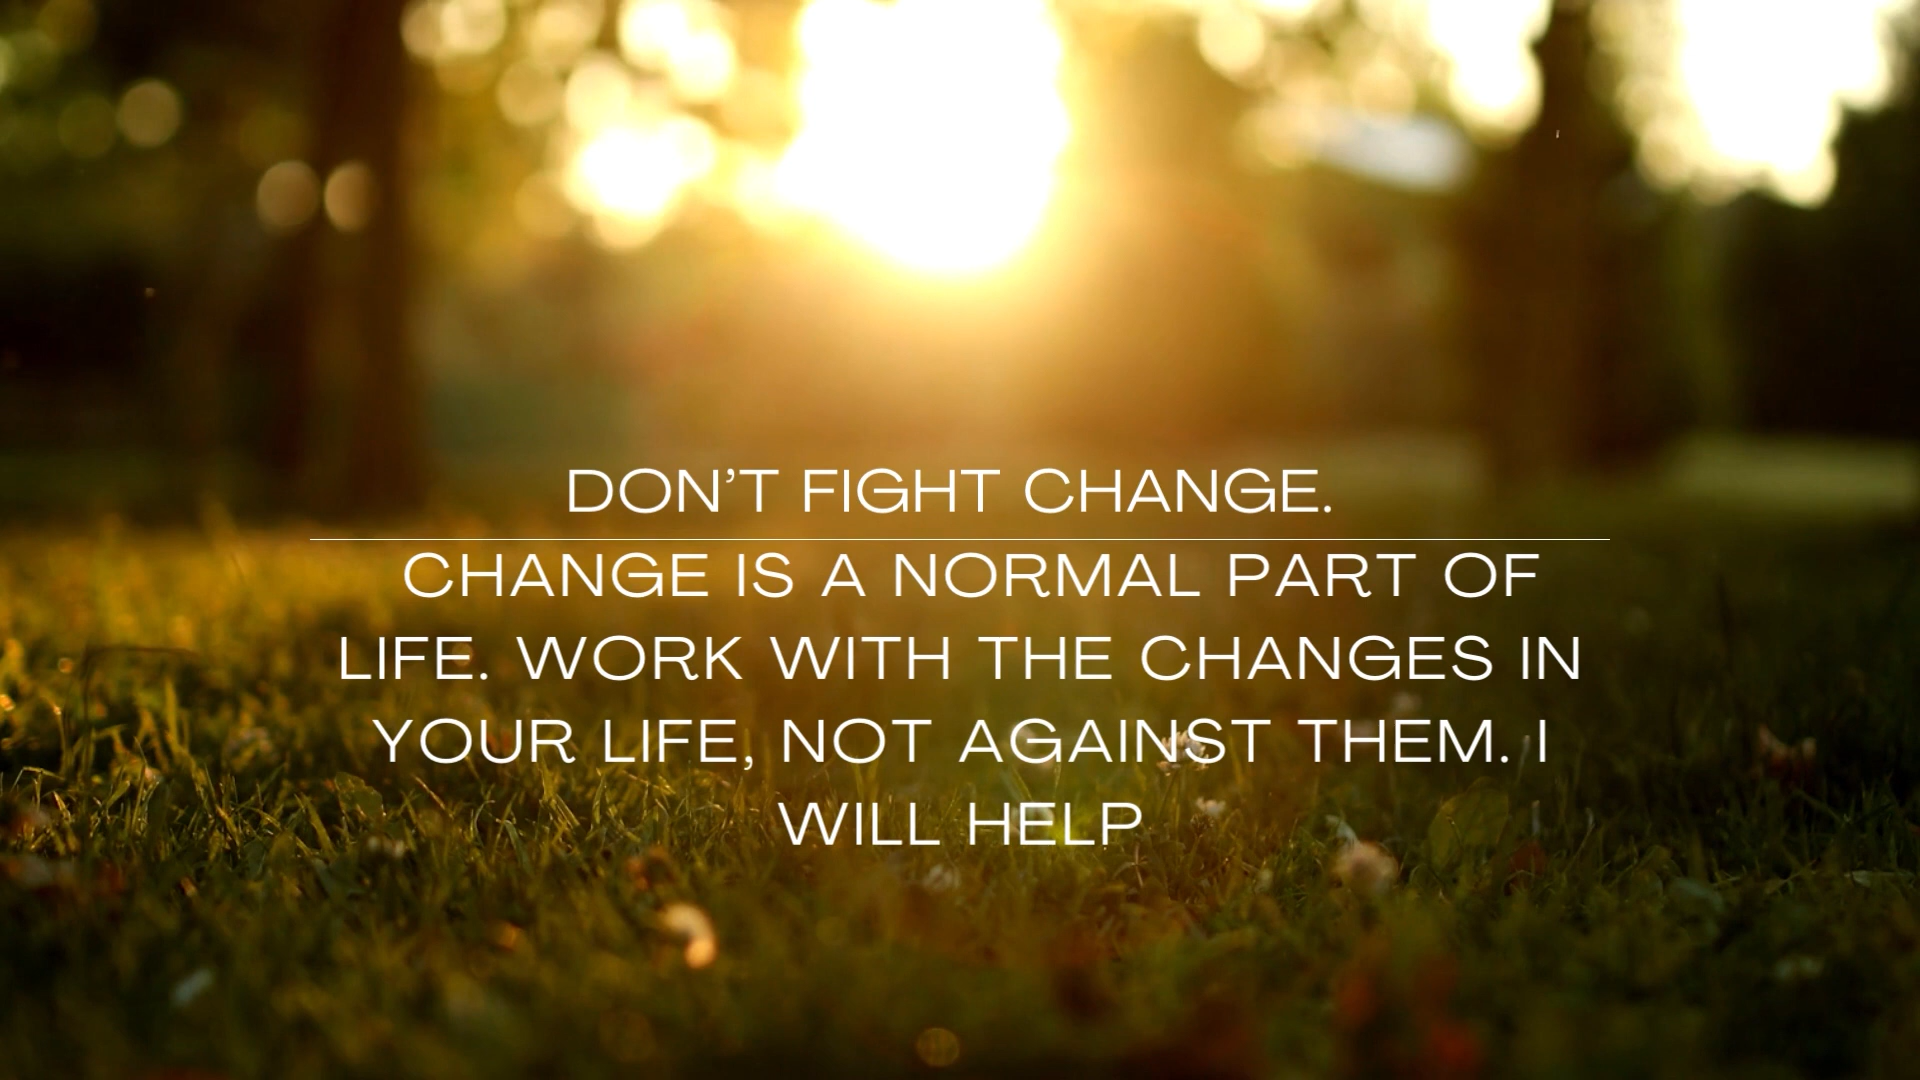 DON’T FIGHT CHANGE.
CHANGE IS A NORMAL PART OF
LIFE. WORK WITH THE CHANGES IN
YOUR LIFE, NOT AGAINST THEM. I
WILL HELP